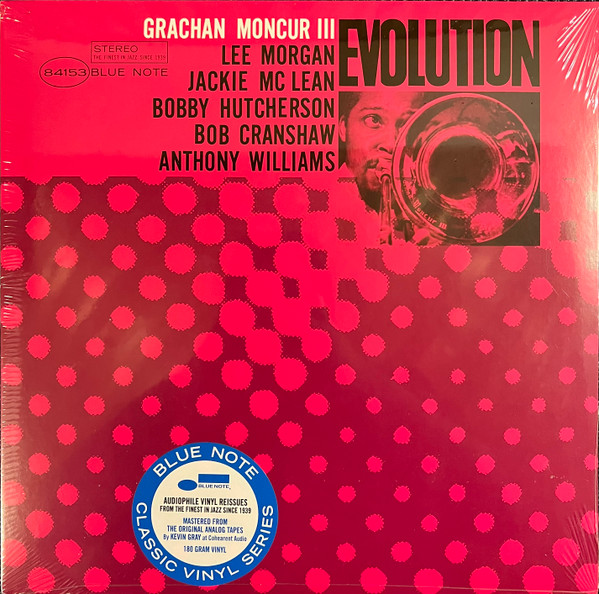 GRACHAN MONCUR III
EVOLUTION
LEE MORGAN
JACKIE MC LEAN
BOBBY HUTCHERSON
BOB CRANSHAW
ANTHONY WILLIAMS
STEREO
THE FINEST IN JAZZ SINCE 1939
84153 BLUE NOTE
Moncur III
BLUE NOTE
BLUE NOTE
AUDIOPHILE VINYL REISSUES
FROM THE FINEST IN JAZZ SINCE 1939
MASTERED FROM
THE ORIGINAL ANALOG TAPES
By KEVIN GRAY at Cohearent Audio
180 GRAM VINYL
CLASSIC VINYL SERIES